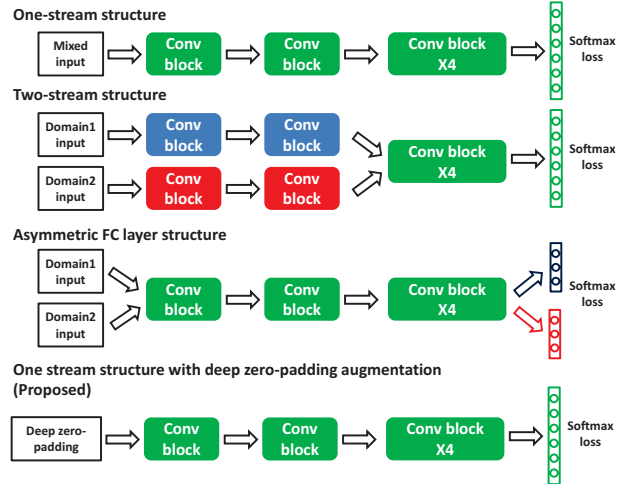 One-stream structure
Mixed
input
Conv
block
Conv
block
Conv block
X4
Softmax
loss
Two-stream structure
Domain1
input
Conv
block
Conv
block
Domain2
input
Conv
block
Conv
block
Conv block
X4
Softmax
loss
Asymmetric FC layer structure
Domain1
input
Domain2
input
Conv
block
Conv
block
Conv block
X4
Softmax
loss
One stream structure with deep zero-padding augmentation
(Proposed)
Deep zero-
padding
Conv
block
Conv
block
Conv block
X4
Softmax
loss